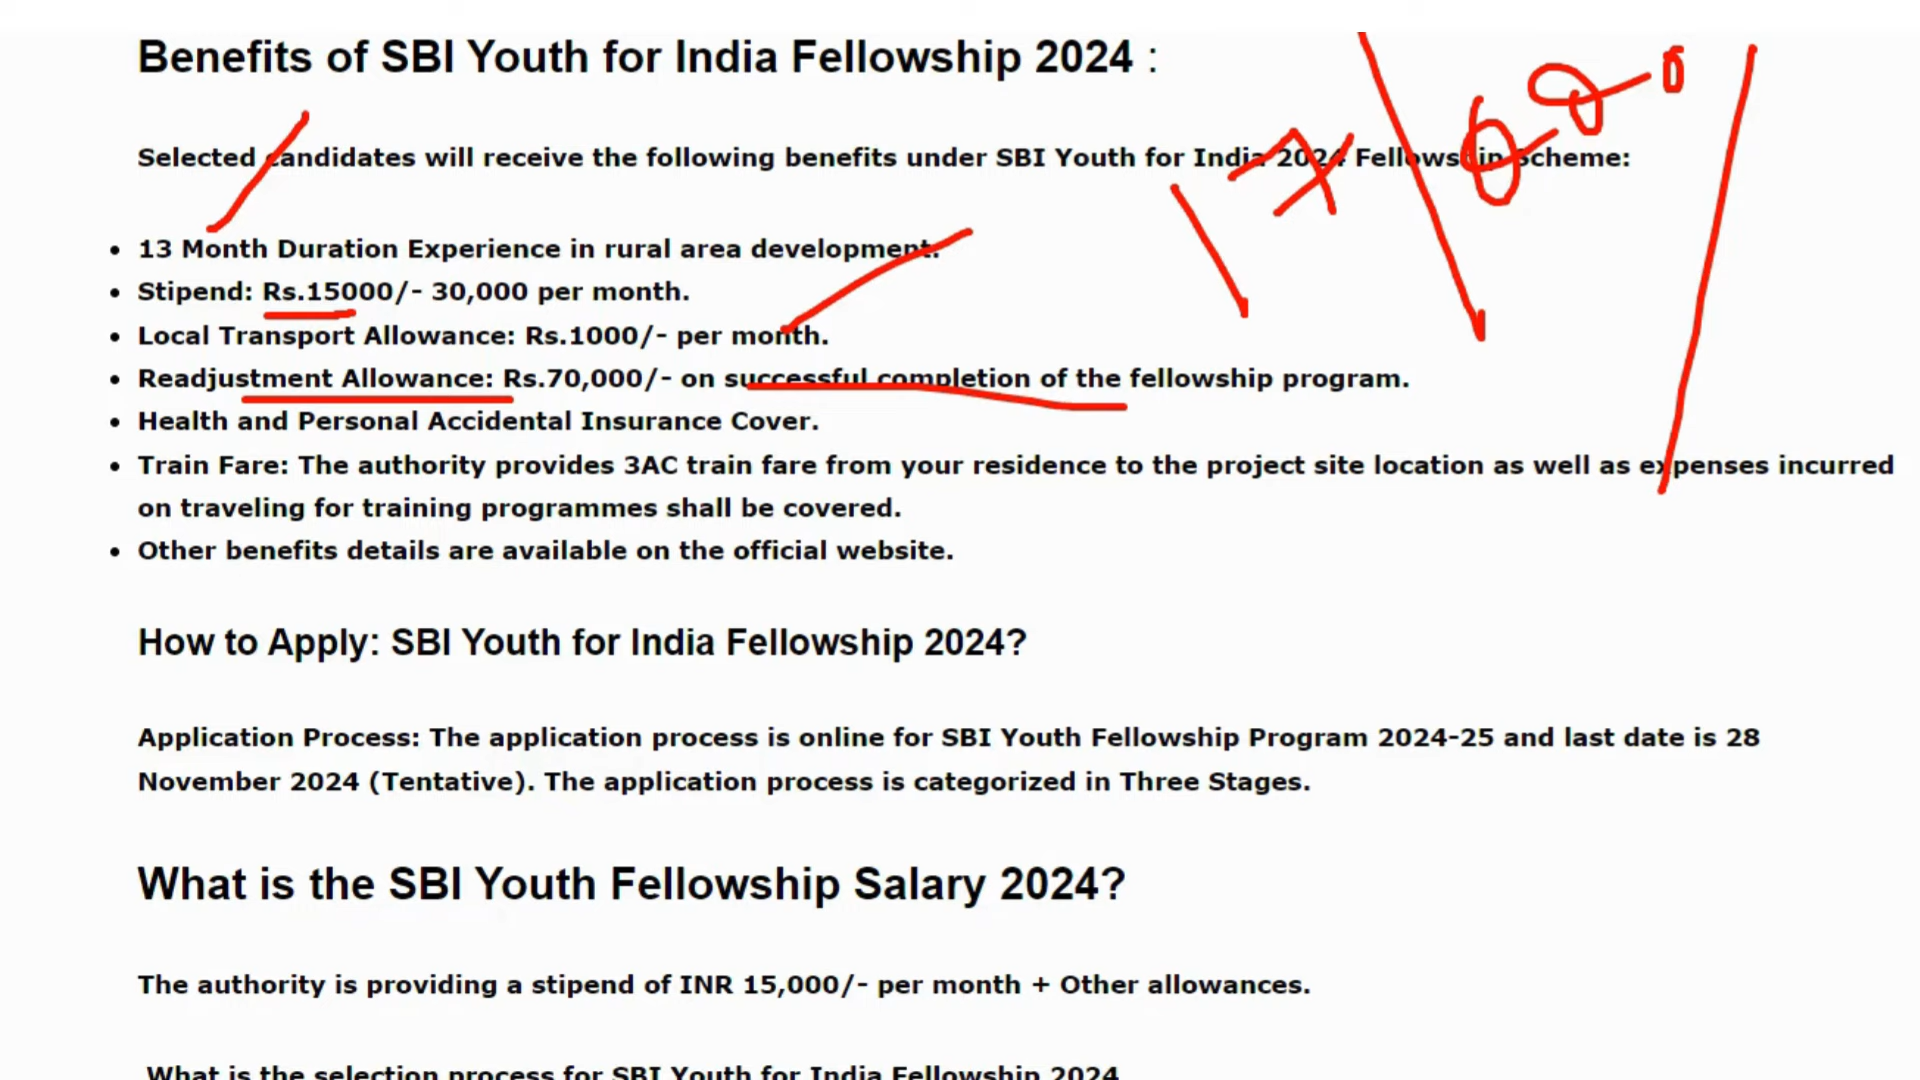 Benefits of SBI Youth for India Fellowship 2024 :
Selected candidates will receive the following benefits under SBI Youth for India 2024 Fellowship Scheme:
• 13 Month Duration Experience in rural area development.
• Stipend: Rs.15000/- 30,000 per month.
• Local Transport Allowance: Rs.1000/- per month.
• Readjustment Allowance: Rs.70,000/- on successful completion of the fellowship program.
• Health and Personal Accidental Insurance Cover.
• Train Fare: The authority provides 3AC train fare from your residence to the project site location as well as expenses incurred
on traveling for training programmes shall be covered.
• Other benefits details are available on the official website.
How to Apply: SBI Youth for India Fellowship 2024?
Application Process: The application process is online for SBI Youth Fellowship Program 2024-25 and last date is 28
November 2024 (Tentative). The application process is categorized in Three Stages.
What is the SBI Youth Fellowship Salary 2024?
The authority is providing a stipend of INR 15,000/- per month + Other allowances.
What is the selection process for SBI Youth for India Fellowship 2024